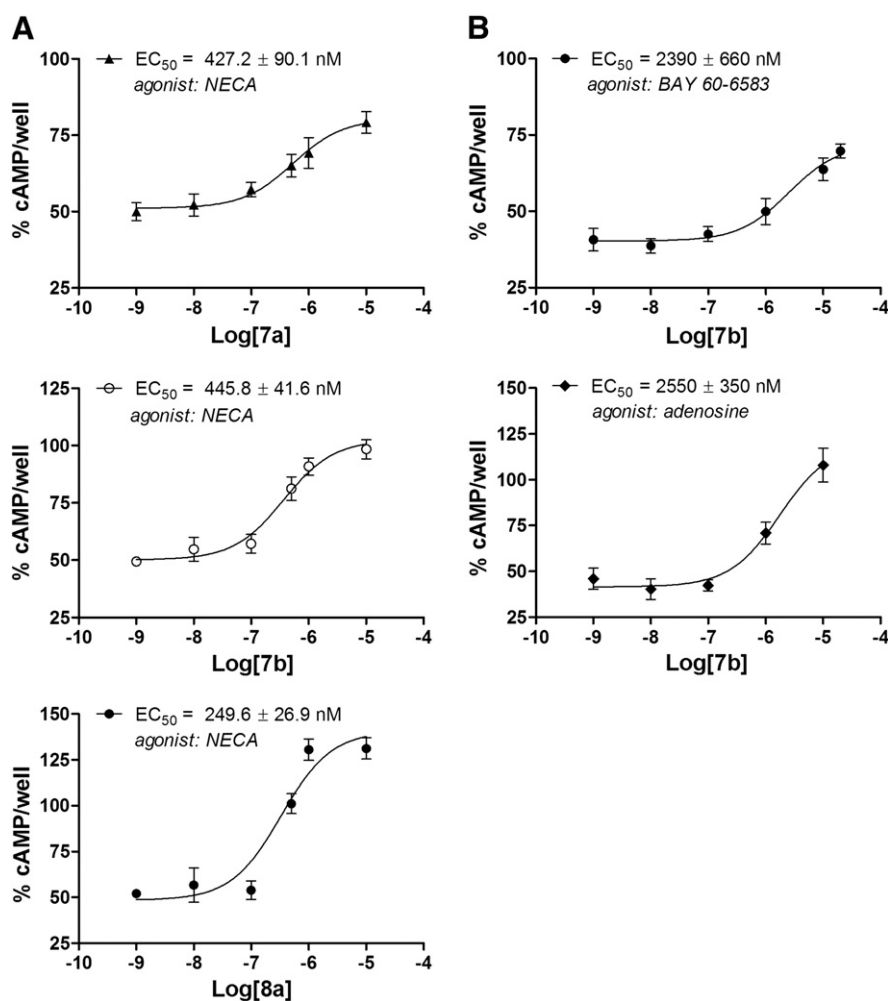 A
EC50 = 427.2 ± 90.1 nM
agonist: NECA
% cAMP/well
100
75
50
25
-10 -9 -8 -7 -6 -5 -4
Log[7a]
EC50 = 445.8 ± 41.6 nM
agonist: NECA
% cAMP/well
125
100
75
50
25
-10 -9 -8 -7 -6 -5 -4
Log[7b]
EC50 = 249.6 ± 26.9 nM
agonist: NECA
% cAMP/well
150
125
100
75
50
25
-10 -9 -8 -7 -6 -5 -4
Log[8a]
B
EC50 = 2390 ± 660 nM
agonist: BAY 60-6583
% cAMP/well
100
75
50
25
-10 -9 -8 -7 -6 -5 -4
Log[7b]
EC50 = 2550 ± 350 nM
agonist: adenosine
% cAMP/well
150
125
100
75
50
25
-10 -9 -8 -7 -6 -5 -4
Log[7b]